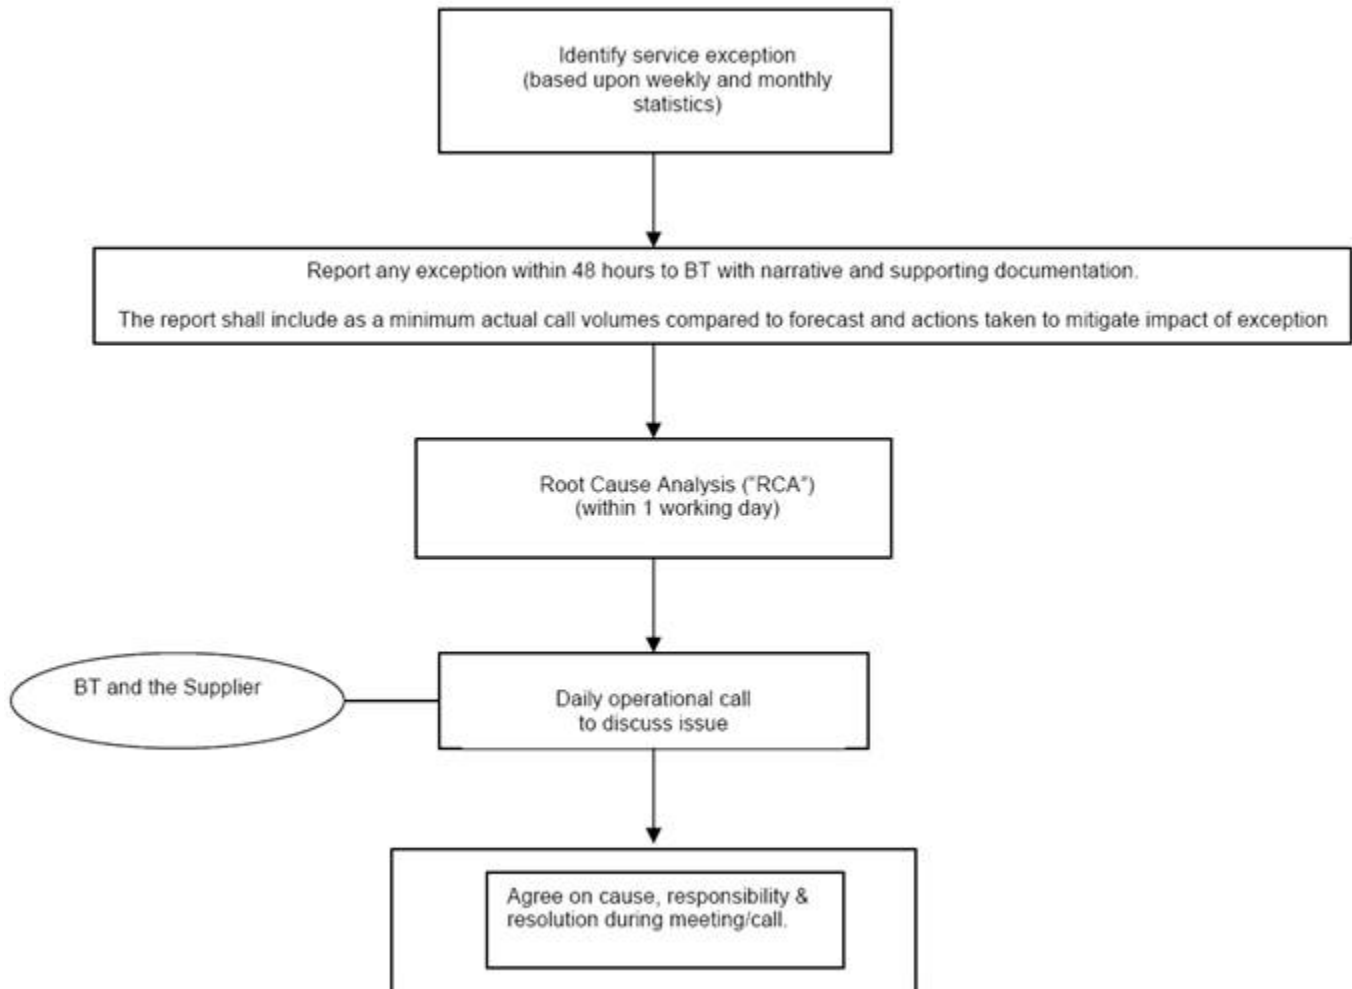 Identify service exception
(based upon weekly and monthly
statistics)
Report any exception within 48 hours to BT with narrative and supporting documentation.
The report shall include as a minimum actual call volumes compared to forecast and actions taken to mitigate impact of exception
Root Cause Analysis ("RCA")
(within 1 working day)
BT and the Supplier
Daily operational call
to discuss issue
Agree on cause, responsibility &
resolution during meeting/call.